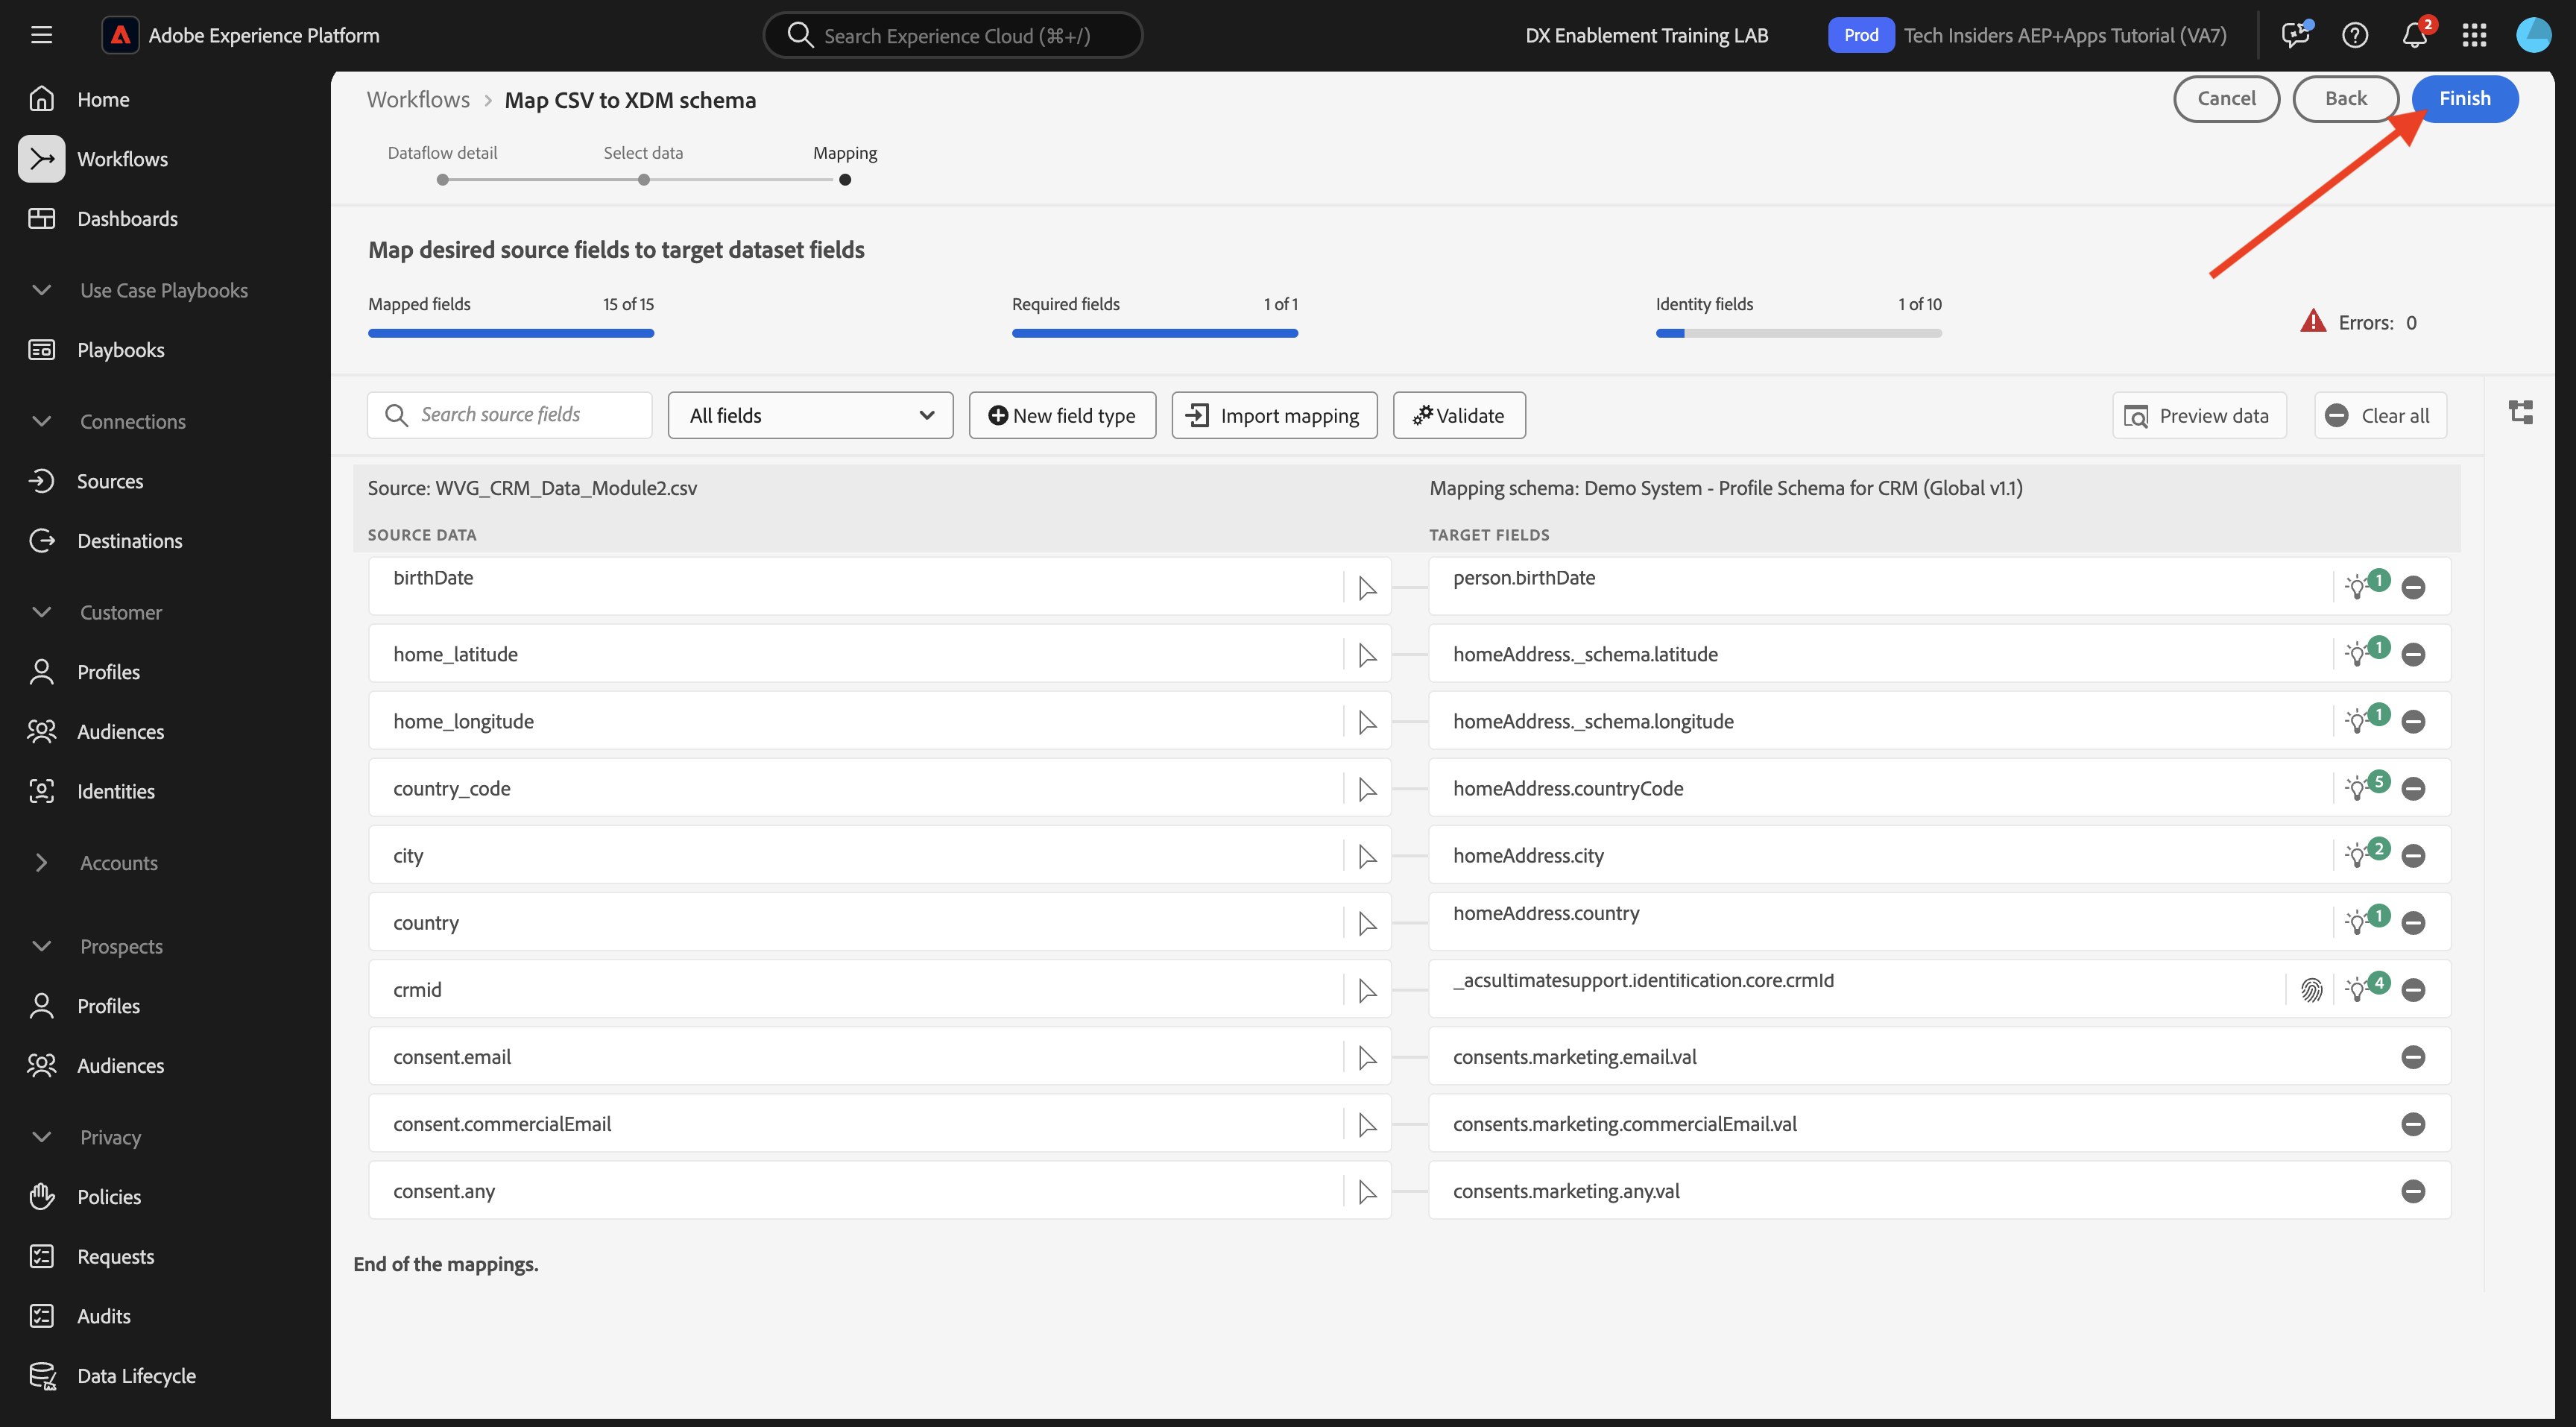 Adobe Experience Platform
Search Experience Cloud (⌘+/)
DX Enablement Training LAB
Prod
Tech Insiders AEP+Apps Tutorial (VA7)
2
Home
Workflows
Dashboards
Use Case Playbooks
Playbooks
Connections
Sources
Destinations
Customer
Profiles
Audiences
Identities
Accounts
Prospects
Profiles
Audiences
Privacy
Policies
Requests
Audits
Data Lifecycle
Workflows > Map CSV to XDM schema
Cancel
Back
Finish
Dataflow detail
Select data
Mapping
Map desired source fields to target dataset fields
Mapped fields 15 of 15
Required fields 1 of 1
Identity fields 1 of 10
Errors: 0
Search source fields
All fields
New field type
Import mapping
Validate
Preview data
Clear all
Source: WVG_CRM_Data_Module2.csv
Mapping schema: Demo System - Profile Schema for CRM (Global v1.1)
SOURCE DATA
TARGET FIELDS
birthDate
person.birthDate
1
home_latitude
homeAddress._schema.latitude
1
home_longitude
homeAddress._schema.longitude
1
country_code
homeAddress.countryCode
5
city
homeAddress.city
2
country
homeAddress.country
1
crmid
_acsultimatesupport.identification.core.crmId
4
consent.email
consents.marketing.email.val
consent.commercialEmail
consents.marketing.commercialEmail.val
consent.any
consents.marketing.any.val
End of the mappings.